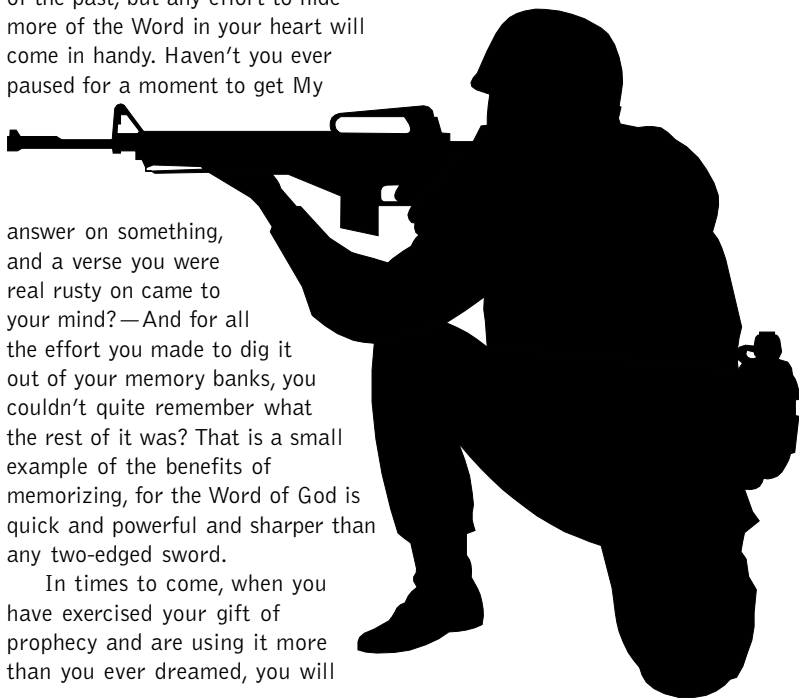 of the past, but any effort to hide
more of the Word in your heart will
come in handy. Haven't you ever
paused for a moment to get My
answer on something,
and a verse you were
real rusty on came to
your mind?—And for all
the effort you made to dig it
out of your memory banks, you
couldn't quite remember what
the rest of it was? That is a small
example of the benefits of
memorizing, for the Word of God is
quick and powerful and sharper than
any two-edged sword.
In times to come, when you
have exercised your gift of
prophecy and are using it more
than you ever dreamed, you will